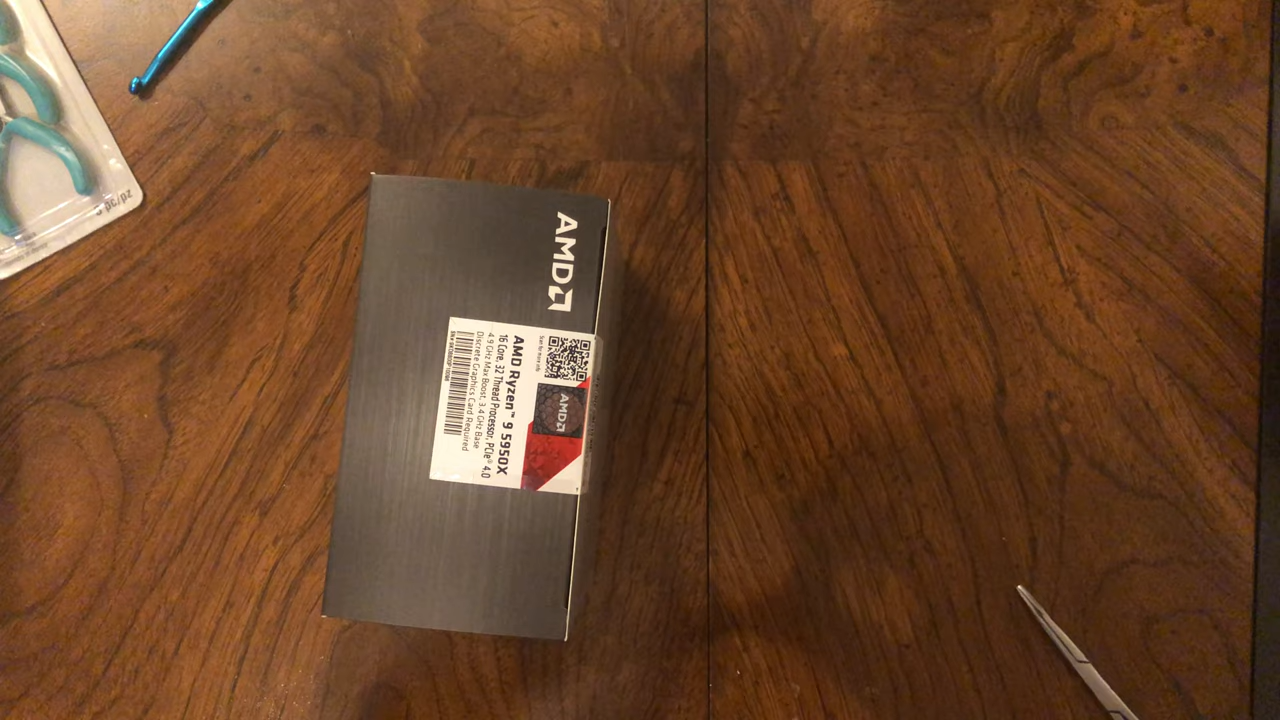 AMD
Scan for more info
AMD
AMD Ryzen™ 9 5950X
16 Core, 32 Thread Processor, PCIe® 4.0
4.9 GHz Max Boost, 3.4 GHz Base
Discrete Graphics Card Required